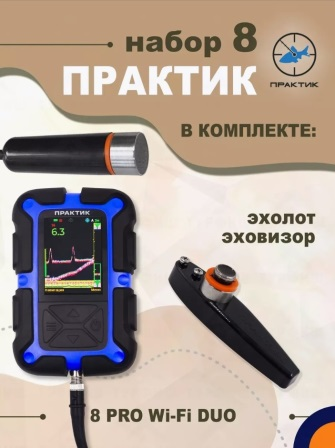 набор 8
ПРАКТИК
ПРАКТИК
В КОМПЛЕКТЕ:
эхолот
эховизор
ПРАКТИК
6.3
8 PRO Wi-Fi DUO